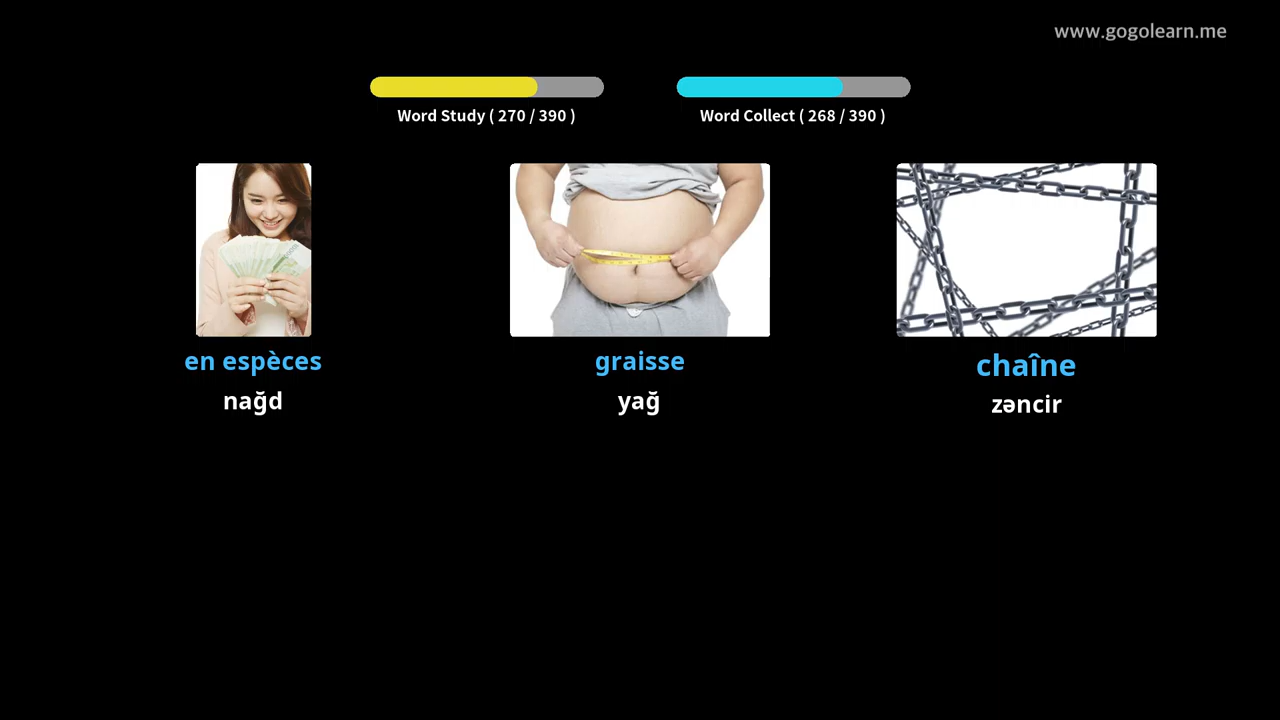 www.gogolearn.me
Word Study ( 270 / 390 )
Word Collect ( 268 / 390 )
en espèces
nağd
graisse
yağ
chaîne
zəncir